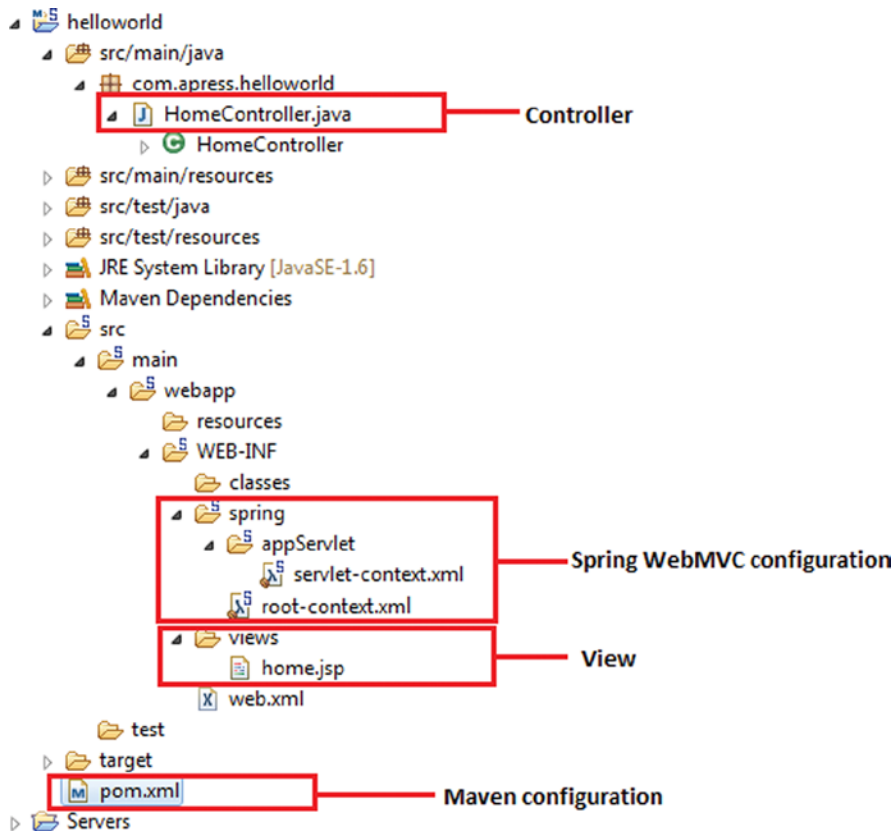 helloworld
src/main/java
com.apress.helloworld
HomeController.java
Controller
HomeController
src/main/resources
src/test/java
src/test/resources
JRE System Library [JavaSE-1.6]
Maven Dependencies
src
main
webapp
resources
WEB-INF
classes
spring
appServlet
Spring WebMVC configuration
servlet-context.xml
root-context.xml
views
View
home.jsp
web.xml
test
target
pom.xml
Maven configuration
Servers